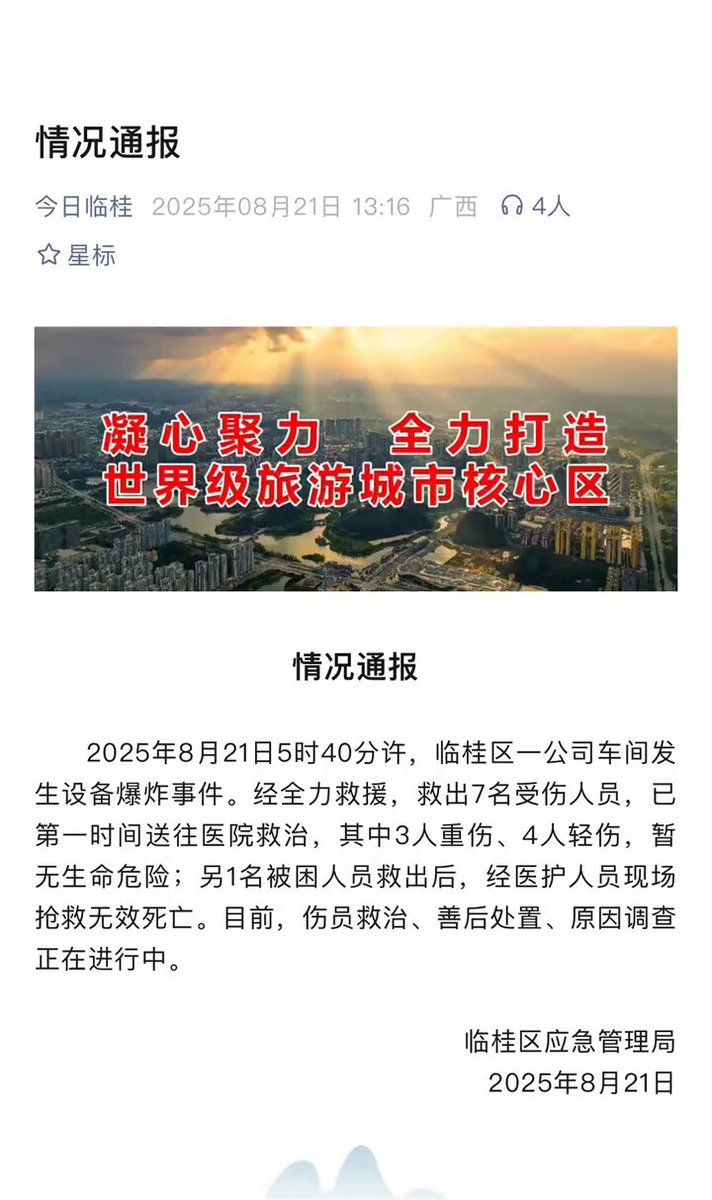 情况通报
今日临桂 2025年08月21日 13:16 广西 4人
星标
凝心聚力 全力打造
世界级旅游城市核心区
情况通报
2025年8月21日5时40分许，临桂区一公司车间发
生设备爆炸事件。经全力救援，救出7名受伤人员，已
第一时间送往医院救治，其中3人重伤、4人轻伤，暂
无生命危险；另1名被困人员救出后，经医护人员现场
抢救无效死亡。目前，伤员救治、善后处置、原因调查
正在进行中。
临桂区应急管理局
2025年8月21日